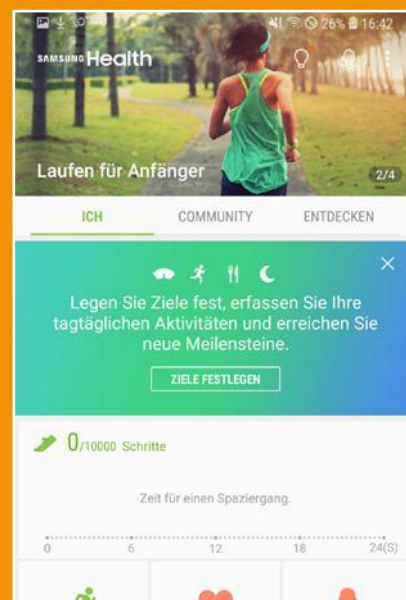 26% 16:42
SAMSUNG Health
Laufen für Anfänger
2/4
ICH COMMUNITY ENTDECKEN
Legen Sie Ziele fest, erfassen Sie Ihre
tagtäglichen Aktivitäten und erreichen Sie
neue Meilensteine.
ZIELE FESTLEGEN
0/10000 Schritte
Zeit für einen Spaziergang.
0 6 12 18 24(S)